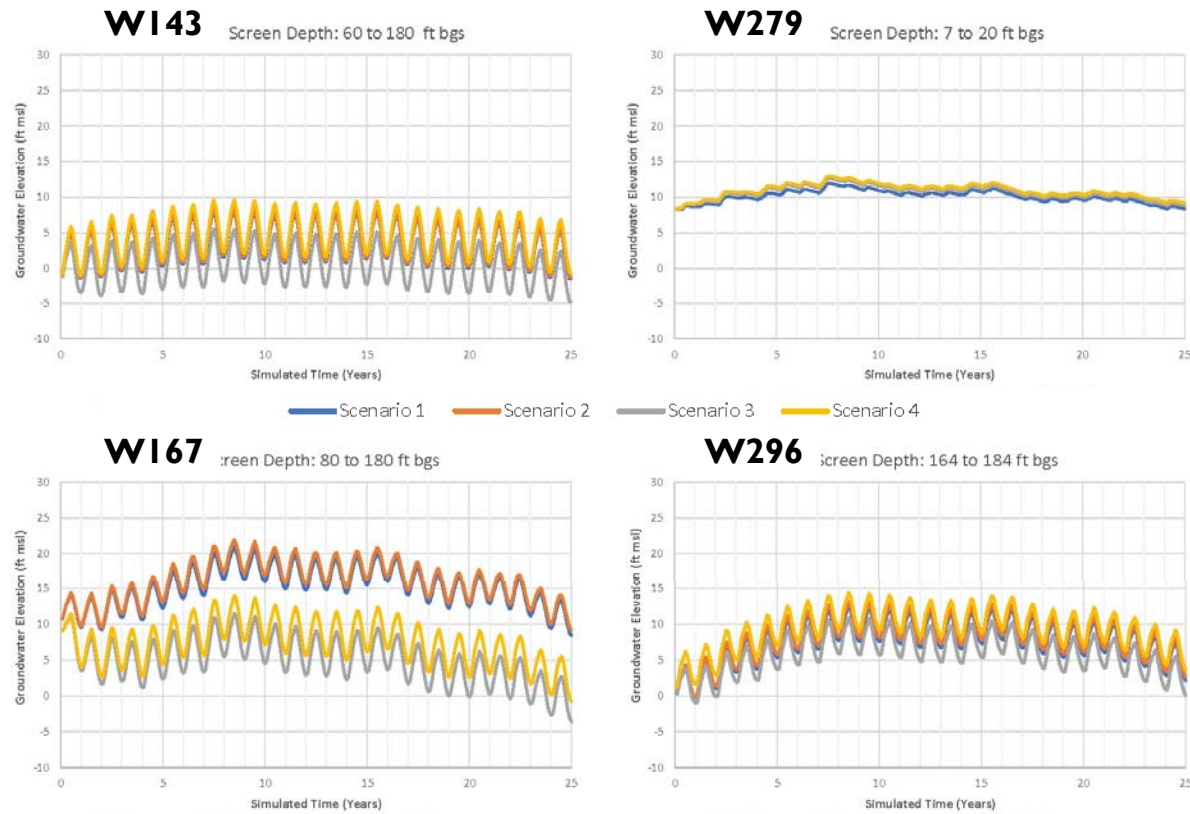 W143 Screen Depth: 60 to 180 ft bgs
Groundwater Elevation (ft msl)
30
25
20
15
10
5
0
-5
-10
0 5 10 15 20 25
Simulated Time (Years)
W279 Screen Depth: 7 to 20 ft bgs
Groundwater Elevation (ft msl)
30
25
20
15
10
5
0
-5
-10
0 5 10 15 20 25
Simulated Time (Years)
Scenario 1 Scenario 2 Scenario 3 Scenario 4
W167 reen Depth: 80 to 180 ft bgs
Groundwater Elevation (ft msl)
30
25
20
15
10
5
0
-5
-10
0 5 10 15 20 25
Simulated Time (Years)
W296 Screen Depth: 164 to 184 ft bgs
Groundwater Elevation (ft msl)
30
25
20
15
10
5
0
-5
-10
0 5 10 15 20 25
Simulated Time (Years)